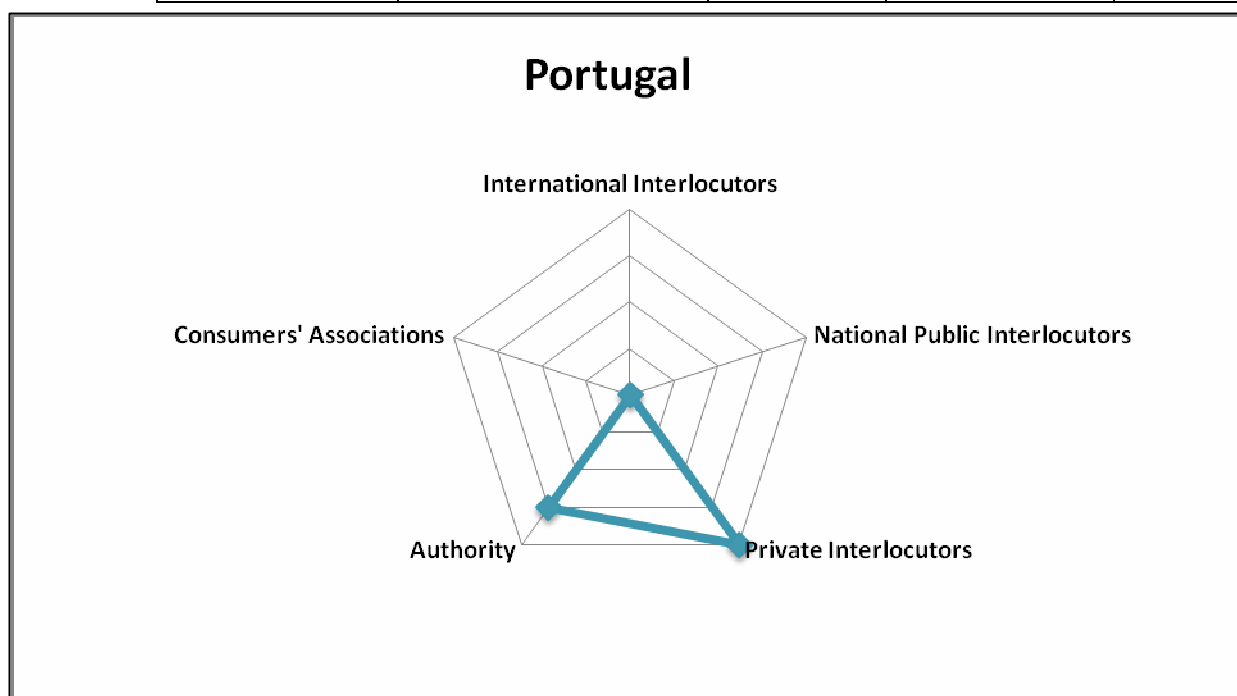 Portugal
International Interlocutors
Consumers' Associations
National Public Interlocutors
Authority
Private Interlocutors